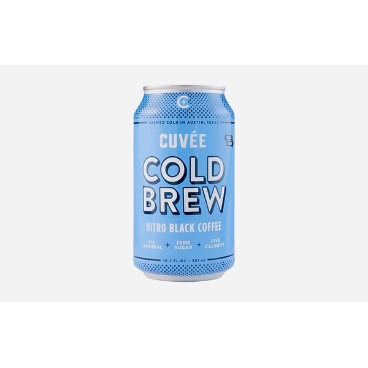 C
BREWED COLD IN AUSTIN, TEXAS
CUVÉE
COLD
BREW
NITRO BLACK COFFEE
ALL NATURAL + ZERO SUGAR + FIVE CALORIES